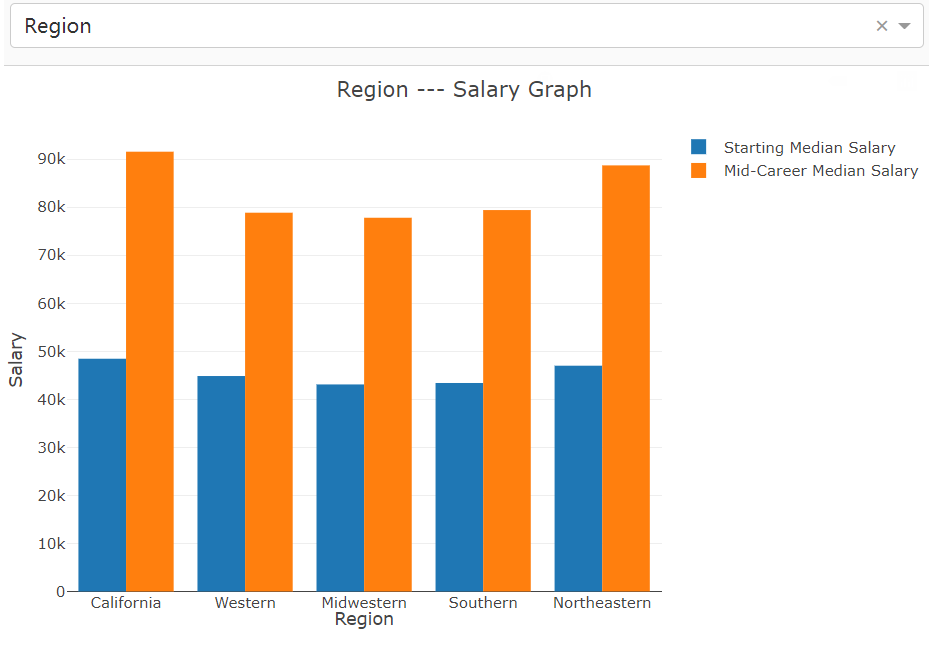 Region
Region --- Salary Graph
Starting Median Salary
Mid-Career Median Salary
90k
80k
70k
60k
50k
40k
30k
20k
10k
0
Salary
California Western Midwestern Southern Northeastern
Region